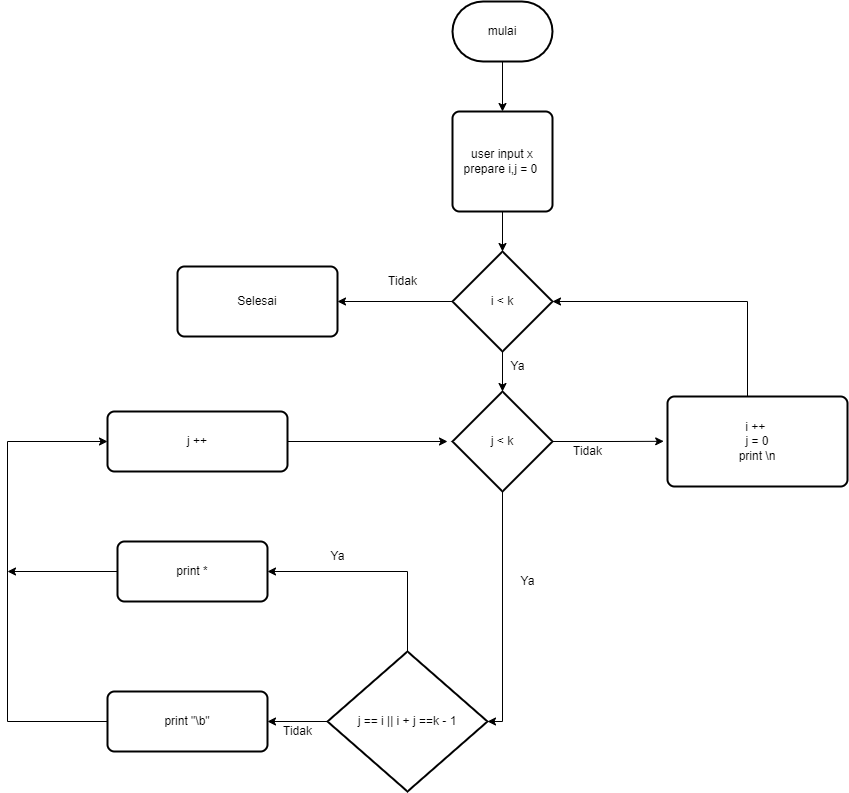 mulai
user input x
prepare i,j = 0
Tidak
i < k
Selesai
Ya
j ++
j < k
Tidak
i ++
j = 0
print \n
Ya
print *
Ya
print "\b"
Tidak
j == i || i + j ==k - 1